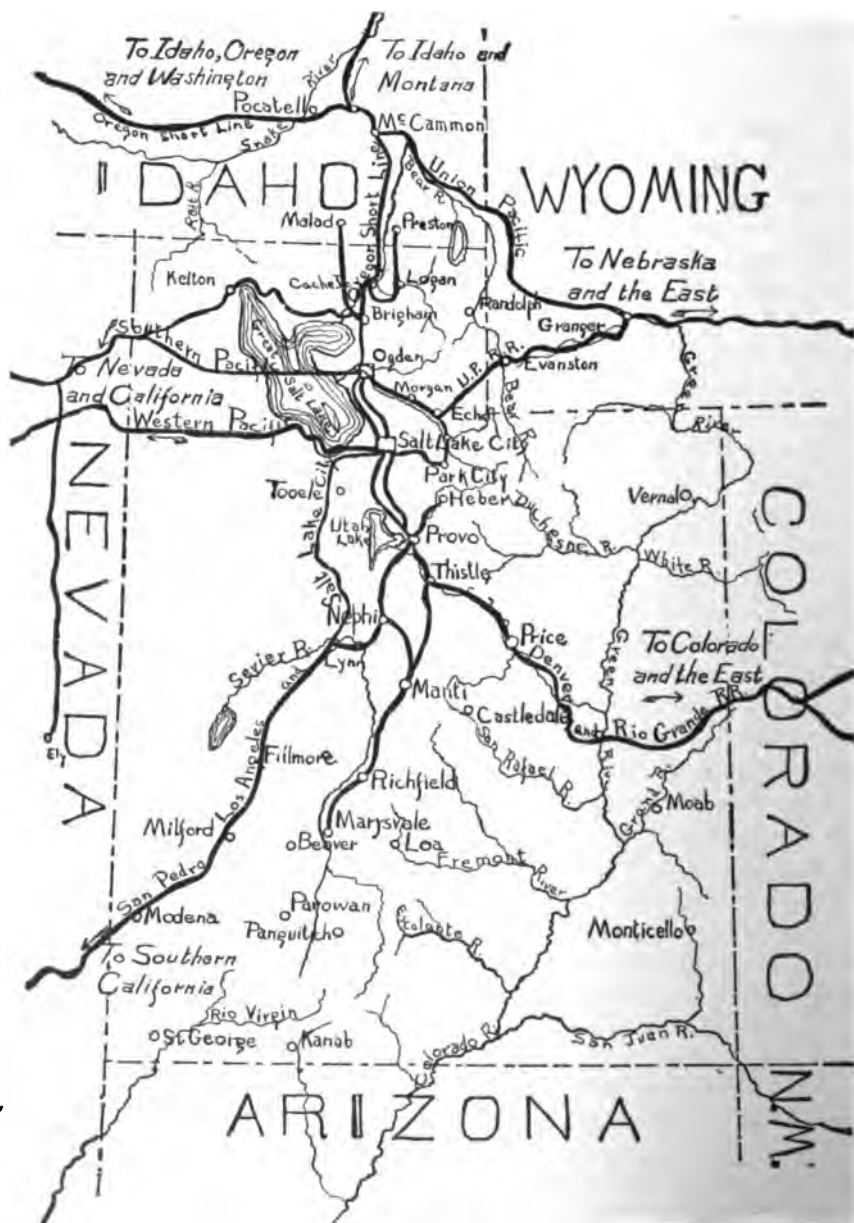 To Idaho, Oregon
and Washington
To Idaho and
Montana
River
Snake
Pocatello
Oregon Short Line
McCammon
IDAHO
WYOMING
Union Pacific
Bear R.
Raft R.
Malad
Preston
Oregon Short Line
To Nebraska
and the East
Kelton
Cache Jc
Logan
Randolph
Brigham
Granger
Great
Salt Lake
Southern Pacific
Ogden
Morgan
U.P. R.R.
Evanston
Green River
To Nevada
and California
Echo
Bear R.
Western Pacific
Salt Lake City
NEVADA
Park City
COLORADO
Tooele City
Heber
Vernal
Utah
Lake
Provo
Duchesne R.
White R.
Thistle
San Pedro Los Angeles and Salt Lake
Nephi
Price
Green River
To Colorado
and the East
Sevier R.
Lynn
Denver and Rio Grande R.R.
Manti
Castledale
San Rafael R.
Ely
Fillmore
Richfield
Grand R.
Moab
Milford
Marysvale
Beaver
Loa
Fremont River
Modena
Parowan
Panguitch
Escalante R.
Monticello
To Southern
California
Rio Virgin
St George
Kanab
Colorado R.
San Juan R.
ARIZONA
N.M.